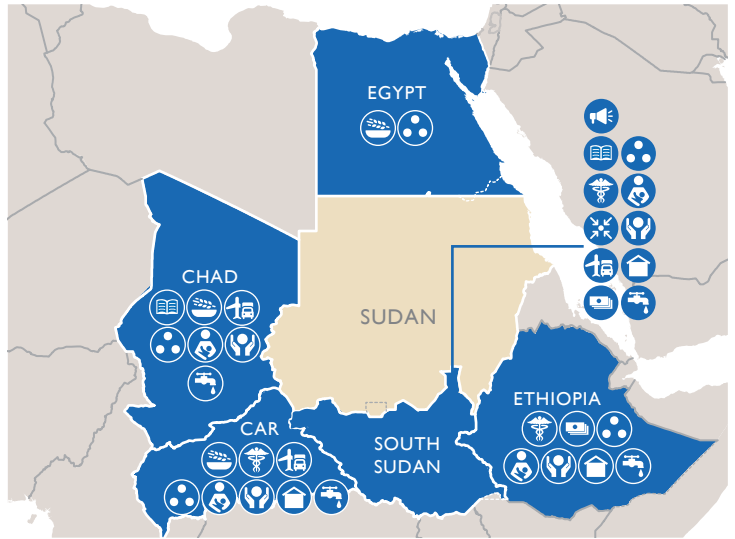 EGYPT
CHAD
SUDAN
ETHIOPIA
CAR
SOUTH
SUDAN